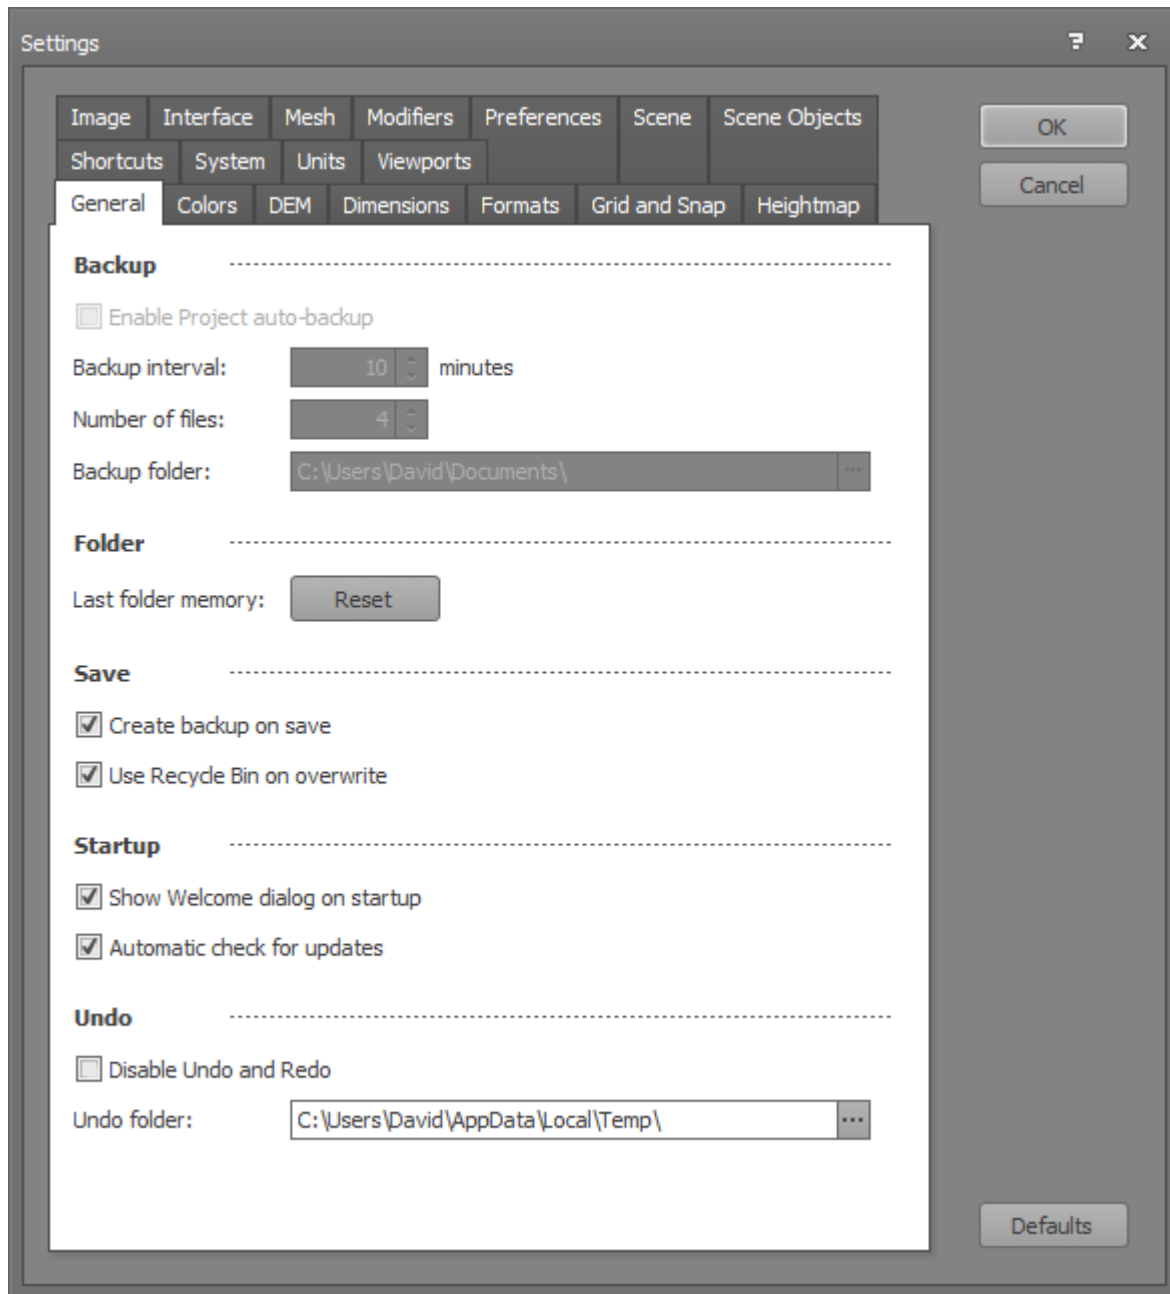 Settings
Image Interface Mesh Modifiers Preferences Scene Scene Objects
Shortcuts System Units Viewports
General Colors DEM Dimensions Formats Grid and Snap Heightmap
OK
Cancel
Backup
Enable Project auto-backup
Backup interval: 10 minutes
Number of files: 4
Backup folder: C:\Users\David\Documents\ ...
Folder
Last folder memory: Reset
Save
Create backup on save
Use Recycle Bin on overwrite
Startup
Show Welcome dialog on startup
Automatic check for updates
Undo
Disable Undo and Redo
Undo folder: C:\Users\David\AppData\Local\Temp\ ...
Defaults